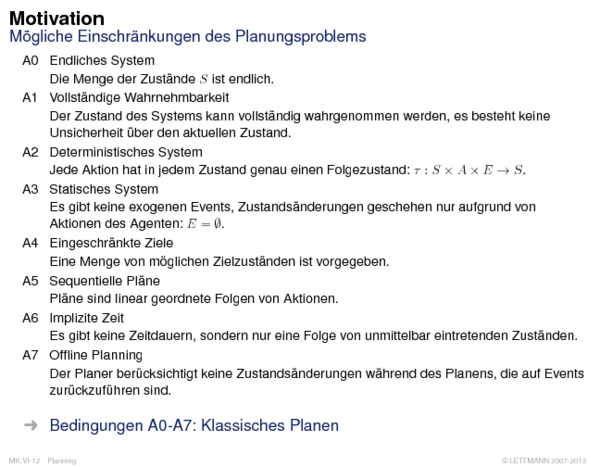 Motivation
Mögliche Einschränkungen des Planungsproblems
A0 Endliches System
Die Menge der Zustände S ist endlich.
A1 Vollständige Wahrnehmbarkeit
Der Zustand des Systems kann vollständig wahrgenommen werden, es besteht keine
Unsicherheit über den aktuellen Zustand.
A2 Deterministisches System
Jede Aktion hat in jedem Zustand genau einen Folgezustand: τ : S × A × E → S.
A3 Statisches System
Es gibt keine exogenen Events, Zustandsänderungen geschehen nur aufgrund von
Aktionen des Agenten: E = ∅.
A4 Eingeschränkte Ziele
Eine Menge von möglichen Zielzuständen ist vorgegeben.
A5 Sequentielle Pläne
Pläne sind linear geordnete Folgen von Aktionen.
A6 Implizite Zeit
Es gibt keine Zeitdauern, sondern nur eine Folge von unmittelbar eintretenden Zuständen.
A7 Offline Planning
Der Planer berücksichtigt keine Zustandsänderungen während des Planens, die auf Events
zurückzuführen sind.
➜ Bedingungen A0-A7: Klassisches Planen
MK:VI-12 Planning © LETTMANN 2007-2013